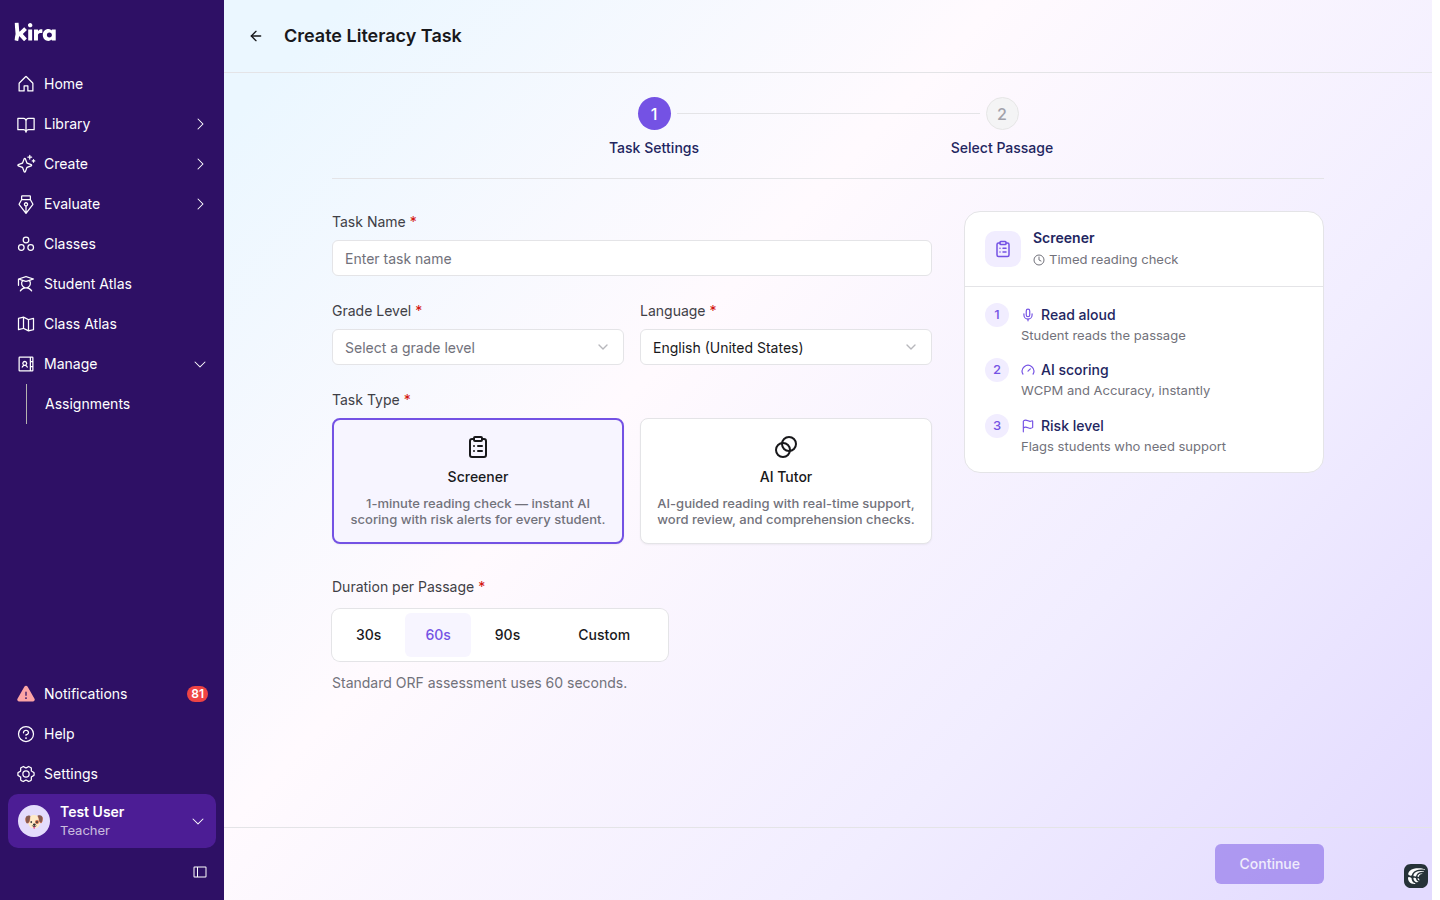 kira
Home
Library
Create
Evaluate
Classes
Student Atlas
Class Atlas
Manage
Assignments
Notifications 81
Help
Settings
Test User
Teacher
Create Literacy Task
1
Task Settings
2
Select Passage
Task Name *
Enter task name
Grade Level *
Select a grade level
Language *
English (United States)
Task Type *
Screener
1-minute reading check — instant AI
scoring with risk alerts for every student.
AI Tutor
AI-guided reading with real-time support,
word review, and comprehension checks.
Duration per Passage *
30s 60s 90s Custom
Standard ORF assessment uses 60 seconds.
Screener
Timed reading check
1 Read aloud
Student reads the passage
2 AI scoring
WCPM and Accuracy, instantly
3 Risk level
Flags students who need support
Continue